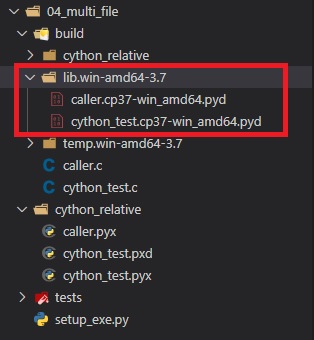 04_multi_file
build
cython_relative
lib.win-amd64-3.7
caller.cp37-win_amd64.pyd
cython_test.cp37-win_amd64.pyd
temp.win-amd64-3.7
caller.c
cython_test.c
cython_relative
caller.pyx
cython_test.pxd
cython_test.pyx
tests
setup_exe.py